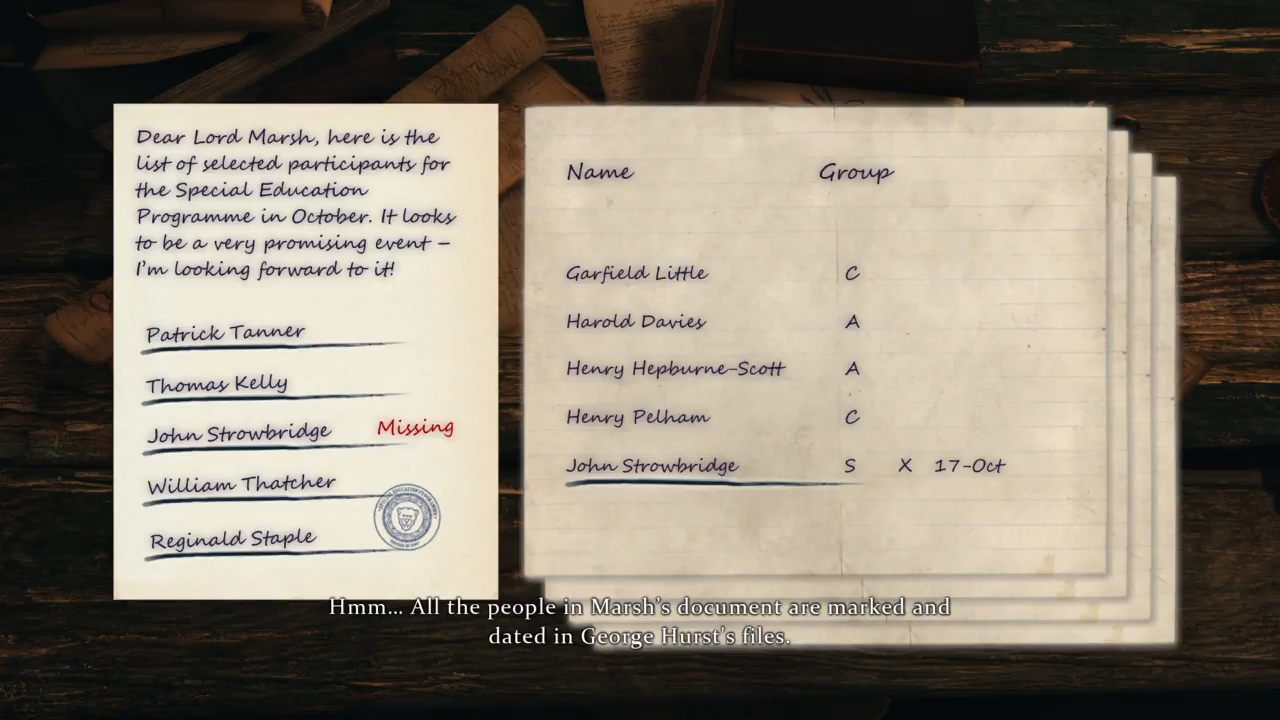 Dear Lord Marsh, here is the
list of selected participants for
the Special Education
Programme in October. It looks
to be a very promising event –
I'm looking forward to it!
Patrick Tanner
Thomas Kelly
John Strowbridge Missing
William Thatcher
Reginald Staple
Name Group
Garfield Little C
Harold Davies A
Henry Hepburne-Scott A
Henry Pelham C
John Strowbridge S X 17-Oct
Hmm... All the people in Marsh's document are marked and
dated in George Hurst's files.